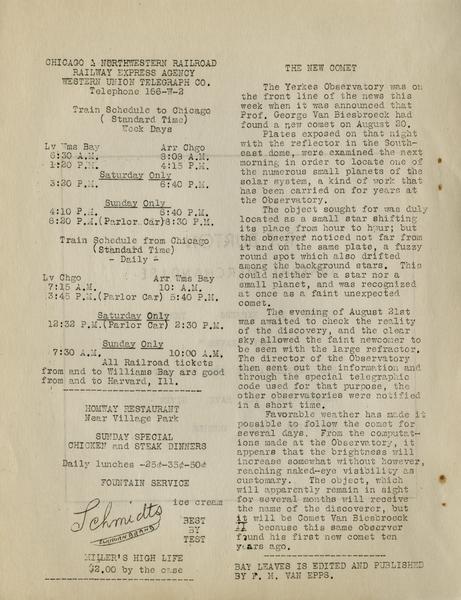 CHICAGO & NORTHWESTERN RAILROAD
RAILWAY EXPRESS AGENCY
WESTERN UNION TELEGRAPH CO.
Telephone 166-W-2
Train Schedule to Chicago
( Standard Time)
Week Days
Lv Wms Bay Arr Chgo
6:30 A.M. 8:08 A.M.
1:20 P.M. 4:15 P.M.
Saturday Only
3:20 P.M. 6:40 P.M.
Sunday Only
4:10 P.M. 6:40 P.M.
6:20 P.M.(Parlor Car)8:30 P.M.
Train Schedule from Chicago
(Standard Time)
- Daily -
Lv Chgo Arr Wms Bay
7:15 A.M. 10: A.M.
3:45 P.M.(Parlor Car) 5:40 P.M.
Saturday Only
12:32 P.M.(Parlor Car) 2:30 P.M.
Sunday Only
7:30 A.M. 10:00 A.M.
All Railroad tickets
from and to Williams Bay are good
from and to Harvard, Ill.
HOMWAY RESTAURANT
Near Village Park
SUNDAY SPECIAL
CHICKEN and STEAK DINNERS
Daily lunches -25¢-35¢-50¢
FOUNTAIN SERVICE
Schmidts
ice cream
BEST
BY
TEST
MILLER'S HIGH LIFE
$2.00 by the case
THE NEW COMET
The Yerkes Observatory was on
the front line of the news this
week when it was announced that
Prof. George Van Biesbroeck had
found a new comet on August 20.
Plates exposed on that night
with the reflector in the South-
east dome, were examined the next
morning in order to locate one of
the numerous small planets of the
solar system, a kind of work that
has been carried on for years at
the Observatory.
The object sought for was duly
located as a small star shifting
its place from hour to hour; but
the observer noticed not far from
it and on the same plate, a fuzzy
round spot which also drifted
among the background stars. This
could neither be a star nor a
small planet, and was recognized
at once as a faint unexpected
comet.
The evening of August 21st
was awaited to check the reality
of the discovery, and the clear
sky allowed the faint newcomer to
be seen with the large refractor.
The director of the Observatory
then sent out the information and
through the special telegraphic
code used for that purpose, the
other observatories were notified
in a short time.
Favorable weather has made it
possible to follow the comet for
several days. From the computat-
ions made at the Observatory, it
appears that the brightness will
increase somewhat without however,
reaching naked-eye visibility as
customary. The object, which
will apparently remain in sight
for several months will receive
the name of the discoverer, but
it will be Comet Van Biesbroeck
II because this same observer
found his first new comet ten
years ago.
BAY LEAVES IS EDITED AND PUBLISHED
BY F. M. VAN EPPS.